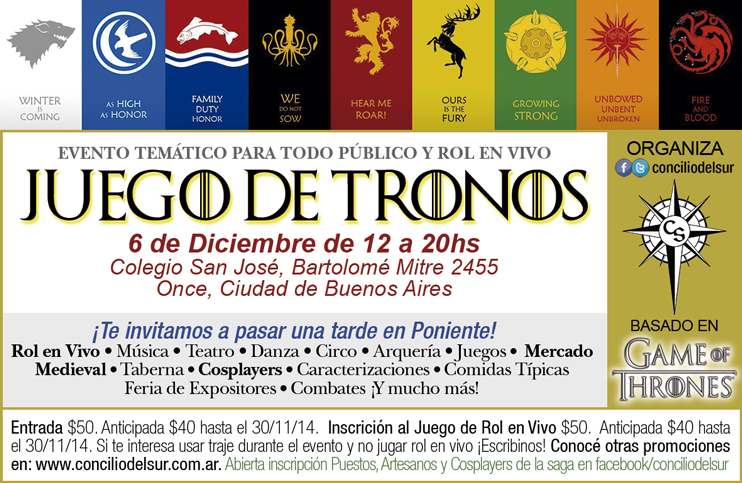 WINTER
IS
COMING
AS HIGH
AS HONOR
FAMILY
DUTY
HONOR
WE
DO NOT
SOW
HEAR ME
ROAR!
OURS
IS THE
FURY
GROWING
STRONG
UNBOWED
UNBENT
UNBROKEN
FIRE
AND
BLOOD
EVENTO TEMÁTICO PARA TODO PÚBLICO Y ROL EN VIVO
JUEGO DE TRONOS
6 de Diciembre de 12 a 20hs
Colegio San José, Bartolomé Mitre 2455
Once, Ciudad de Buenos Aires
ORGANIZA
conciliodelsur
CS
BASADO EN
GAME OF
THRONES
¡Te invitamos a pasar una tarde en Poniente!
Rol en Vivo • Música • Teatro • Danza • Circo • Arquería • Juegos • Mercado
Medieval • Taberna • Cosplayers • Caracterizaciones • Comidas Típicas
Feria de Expositores • Combates ¡Y mucho más!
Entrada $50. Anticipada $40 hasta el 30/11/14. Inscripción al Juego de Rol en Vivo $50. Anticipada $40 hasta
el 30/11/14. Si te interesa usar traje durante el evento y no jugar rol en vivo ¡Escribinos! Conocé otras promociones
en: www.conciliodelsur.com.ar. Abierta inscripción Puestos, Artesanos y Cosplayers de la saga en facebook/conciliodelsur